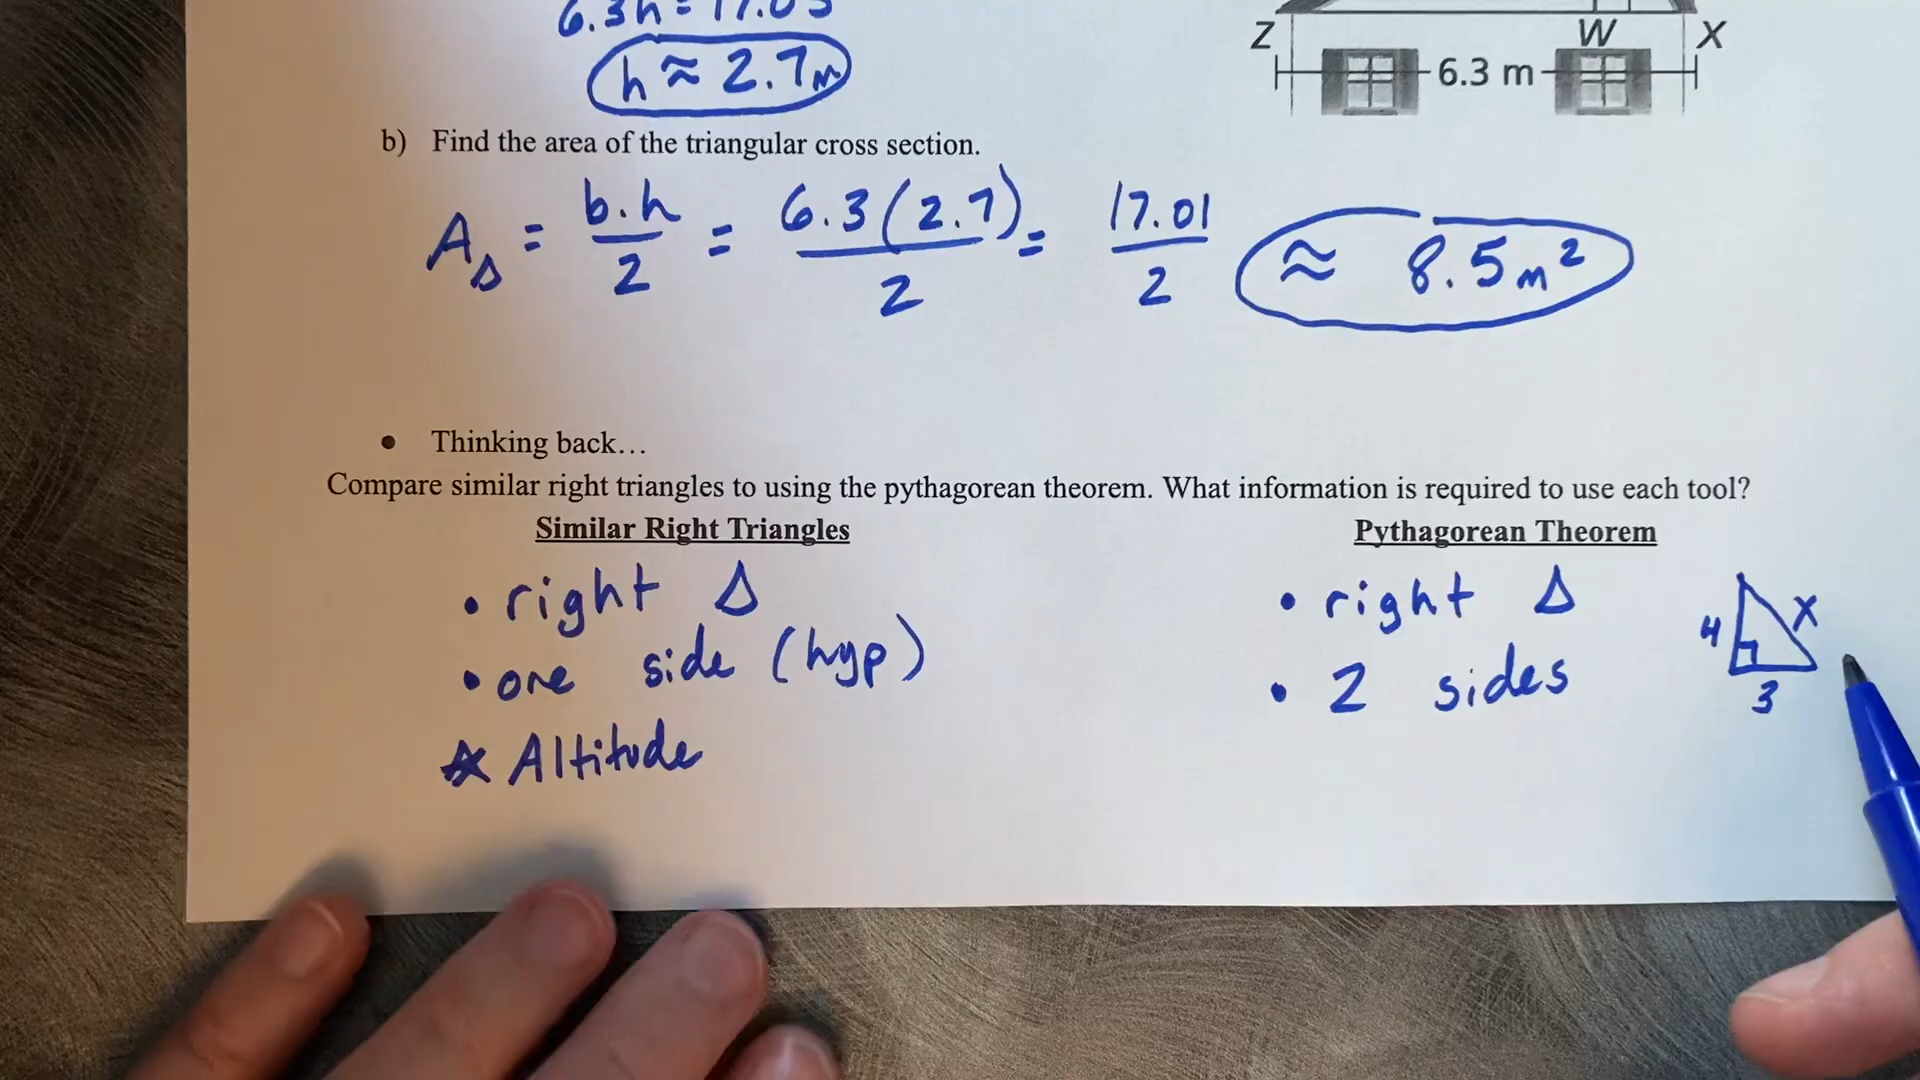 6.3h = 17.05
h ≈ 2.7m
Z W X
6.3 m
b) Find the area of the triangular cross section.
A△ = b.h/2 = 6.3(2.7)/2 = 17.01/2 ≈ 8.5m²
• Thinking back…
Compare similar right triangles to using the pythagorean theorem. What information is required to use each tool?
Similar Right Triangles
• right △
• one side (hyp)
☆ Altitude
Pythagorean Theorem
• right △
• 2 sides
4 x
3